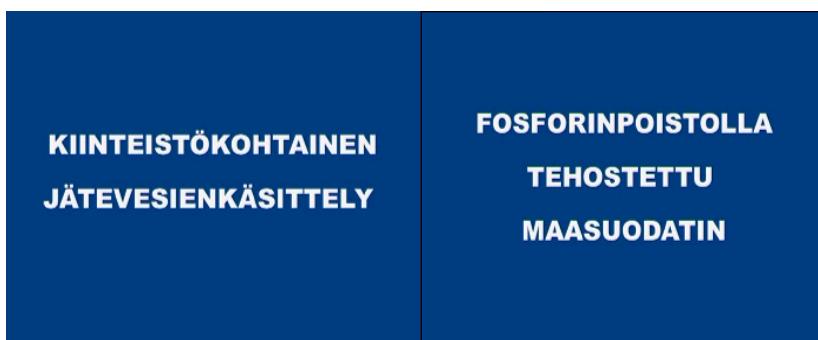 KIINTEISTÖKOHTAINEN
JÄTEVESIENKÄSITTELY
FOSFORINPOISTOLLA
TEHOSTETTU
MAASUODATIN